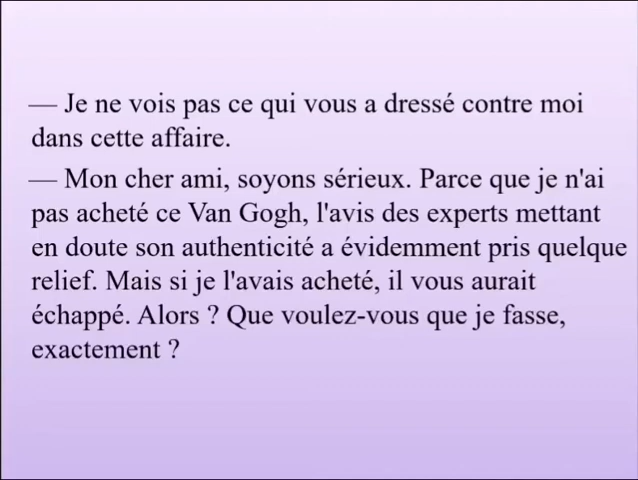 — Je ne vois pas ce qui vous a dressé contre moi
dans cette affaire.
— Mon cher ami, soyons sérieux. Parce que je n'ai
pas acheté ce Van Gogh, l'avis des experts mettant
en doute son authenticité a évidemment pris quelque
relief. Mais si je l'avais acheté, il vous aurait
échappé. Alors ? Que voulez-vous que je fasse,
exactement ?